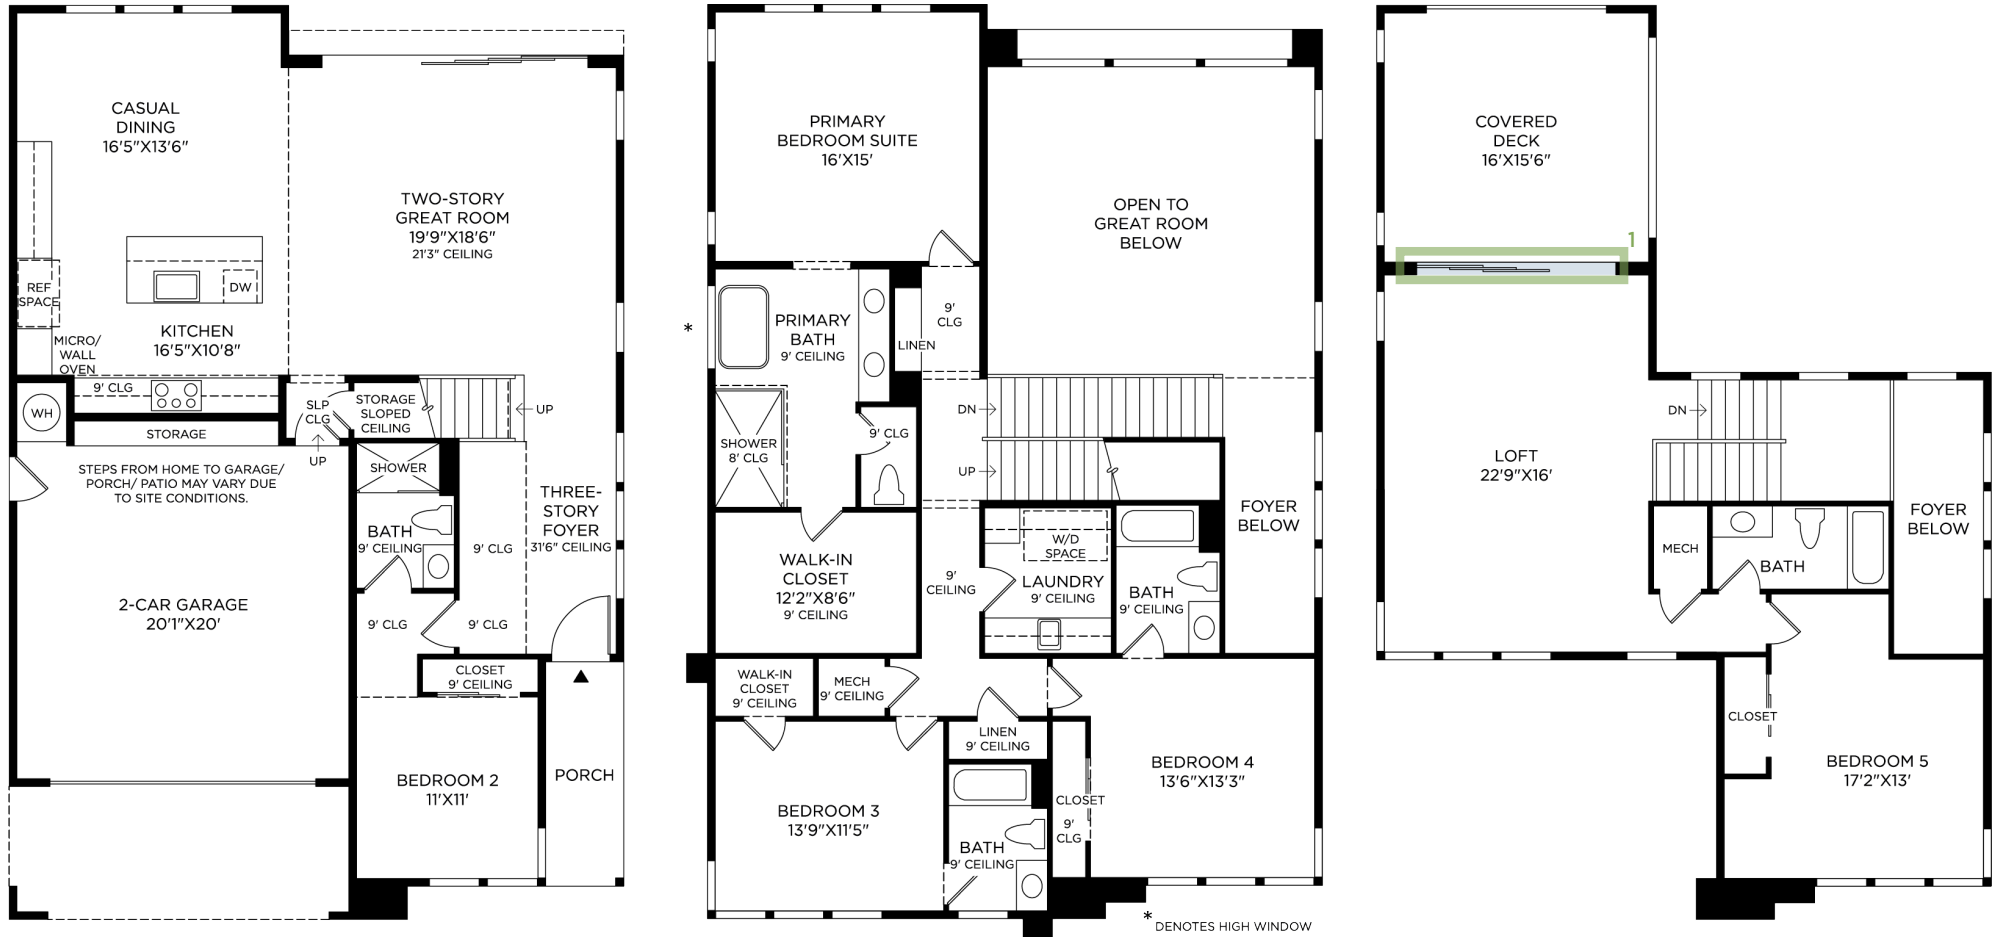 CASUAL
DINING
16'5"X13'6"
TWO-STORY
GREAT ROOM
19'9"X18'6"
21'3" CEILING
REF
SPACE
DW
KITCHEN
16'5"X10'8"
MICRO/
WALL
OVEN
9' CLG
WH
SLP
CLG
STORAGE
SLOPED
CEILING
UP
STORAGE
UP
STEPS FROM HOME TO GARAGE/
PORCH/ PATIO MAY VARY DUE
TO SITE CONDITIONS.
SHOWER
BATH
9' CEILING
9' CLG
THREE-
STORY
FOYER
31'6" CEILING
2-CAR GARAGE
20'1"X20'
9' CLG
9' CLG
CLOSET
9' CEILING
BEDROOM 2
11'X11'
PORCH
PRIMARY
BEDROOM SUITE
16'X15'
OPEN TO
GREAT ROOM
BELOW
*
PRIMARY
BATH
9' CEILING
LINEN
9'
CLG
DN
SHOWER
8' CLG
9' CLG
UP
FOYER
BELOW
WALK-IN
CLOSET
12'2"X8'6"
9' CEILING
9'
CEILING
W/D
SPACE
LAUNDRY
9' CEILING
BATH
9' CEILING
WALK-IN
CLOSET
9' CEILING
MECH
9' CEILING
LINEN
9' CEILING
BEDROOM 3
13'9"X11'5"
BATH
9' CEILING
CLOSET
9'
CLG
BEDROOM 4
13'6"X13'3"
* DENOTES HIGH WINDOW
COVERED
DECK
16'X15'6"
1
DN
LOFT
22'9"X16'
FOYER
BELOW
MECH
BATH
CLOSET
BEDROOM 5
17'2"X13'